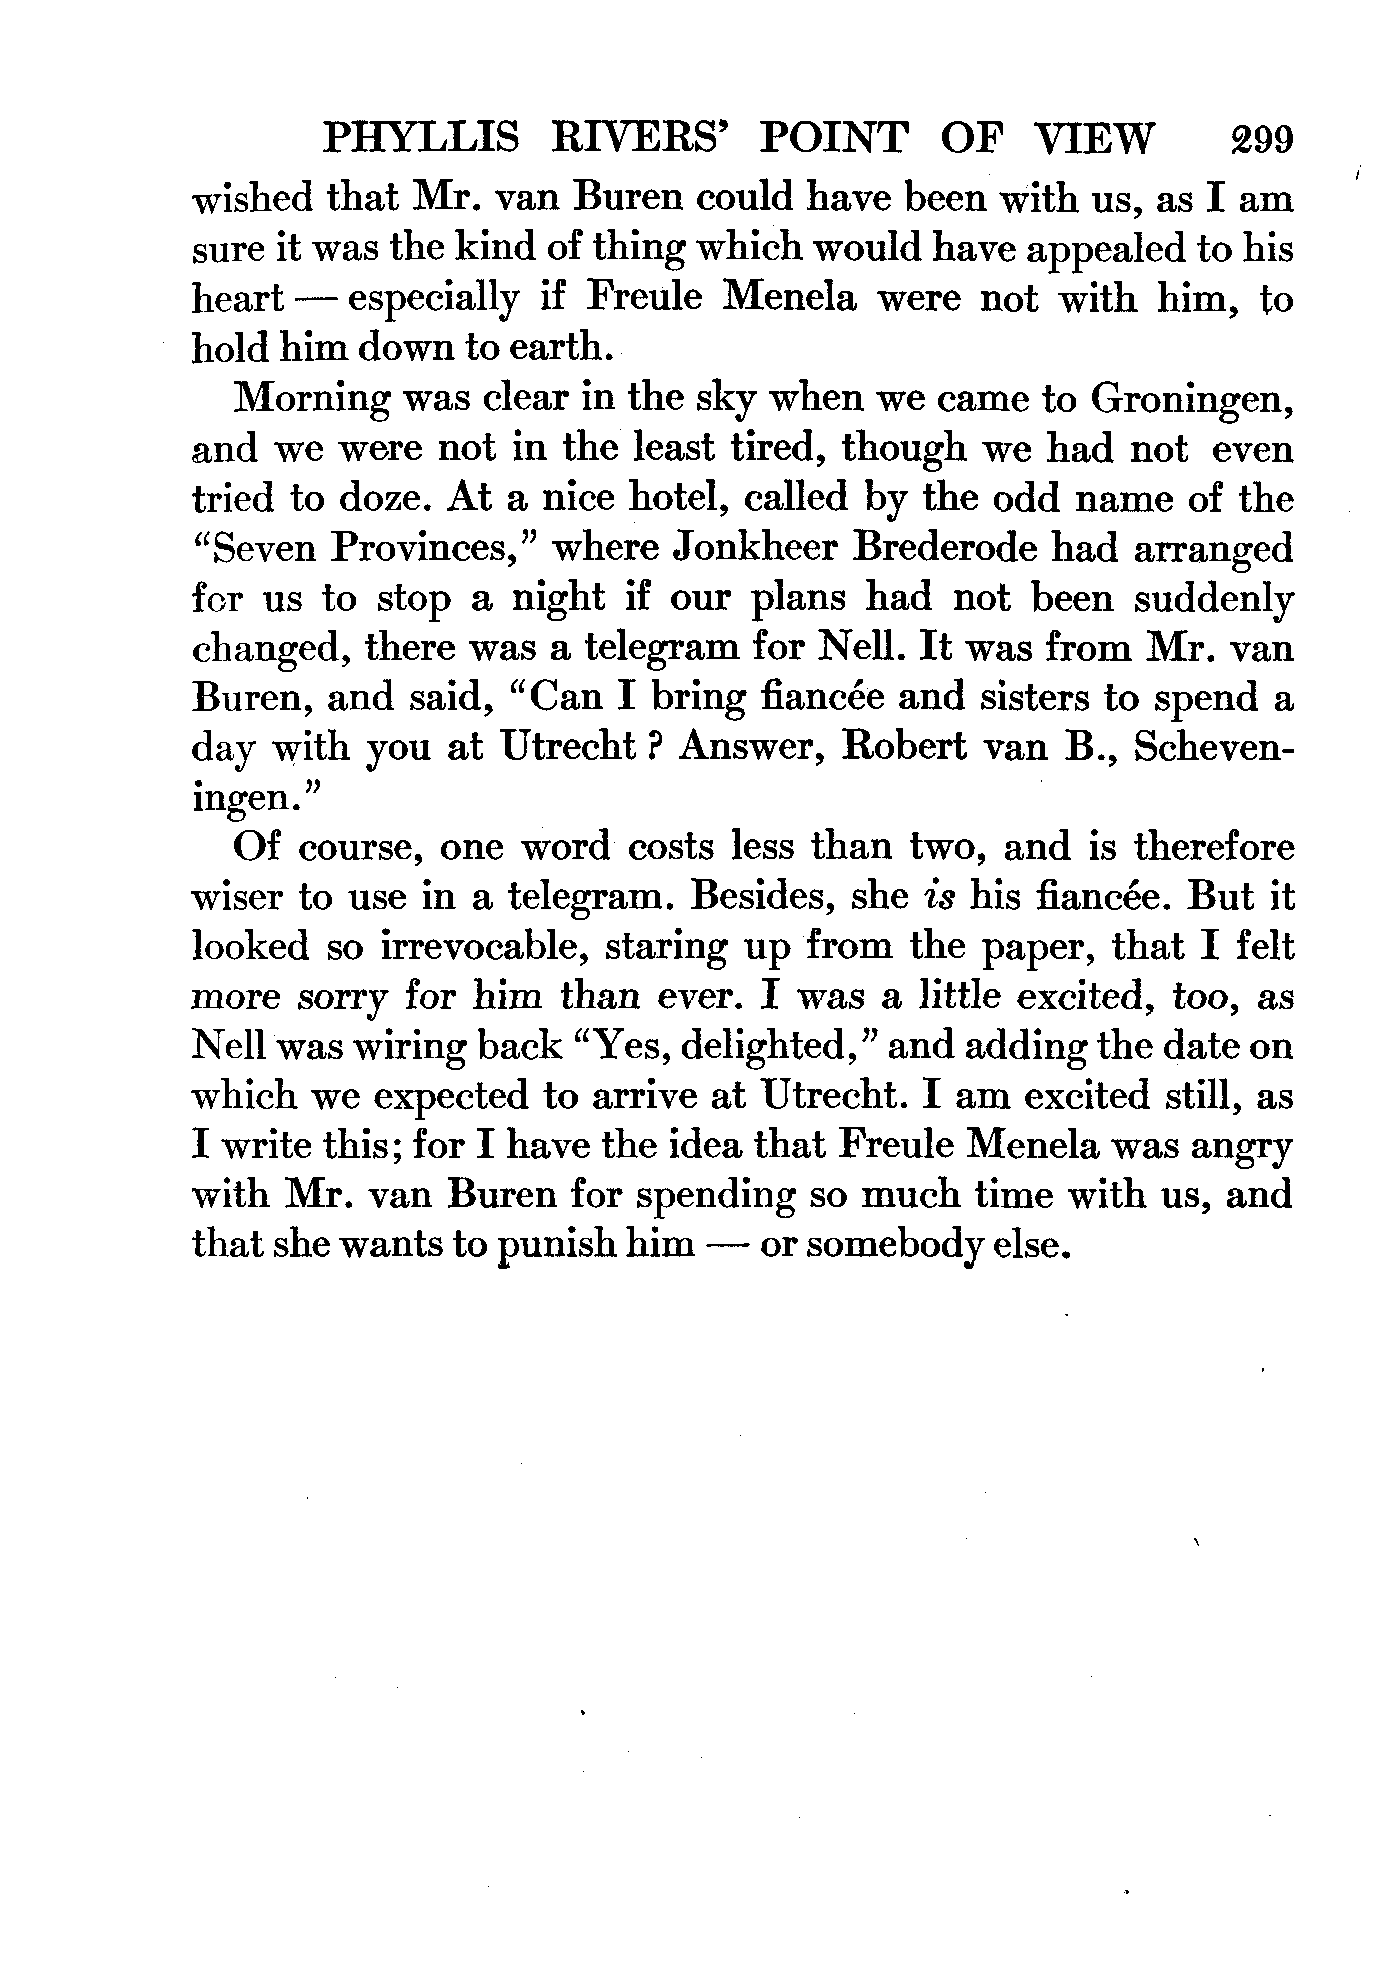 PHYLLIS RIVERS' POINT OF VIEW 299
wished that Mr. van Buren could have been with us, as I am
sure it was the kind of thing which would have appealed to his
heart — especially if Freule Menela were not with him, to
hold him down to earth.
Morning was clear in the sky when we came to Groningen,
and we were not in the least tired, though we had not even
tried to doze. At a nice hotel, called by the odd name of the
"Seven Provinces," where Jonkheer Brederode had arranged
for us to stop a night if our plans had not been suddenly
changed, there was a telegram for Nell. It was from Mr. van
Buren, and said, "Can I bring fiancée and sisters to spend a
day with you at Utrecht? Answer, Robert van B., Scheven-
ingen."
Of course, one word costs less than two, and is therefore
wiser to use in a telegram. Besides, she is his fiancée. But it
looked so irrevocable, staring up from the paper, that I felt
more sorry for him than ever. I was a little excited, too, as
Nell was wiring back "Yes, delighted," and adding the date on
which we expected to arrive at Utrecht. I am excited still, as
I write this; for I have the idea that Freule Menela was angry
with Mr. van Buren for spending so much time with us, and
that she wants to punish him — or somebody else.